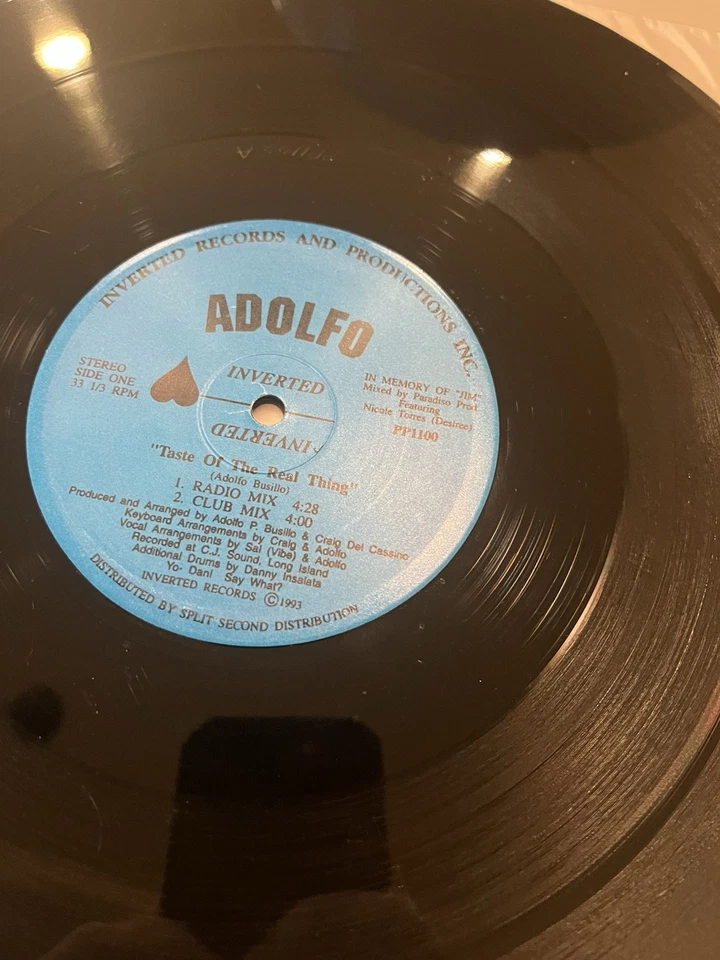 INVERTED RECORDS AND PRODUCTIONS INC.
ADOLFO
STEREO
SIDE ONE
33 1/3 RPM
INVERTED
INVERTED
IN MEMORY OF "JIM"
Mixed by Paradiso Prod.
Featuring
Nicole Torres (Desiree)
PP1100
"Taste Of The Real Thing"
(Adolfo Busillo)
1. RADIO MIX 4:28
2. CLUB MIX 4:00
Produced and Arranged by Adolfo P. Busillo & Craig Del Cassino
Keyboard Arrangements by Craig & Adolfo
Vocal Arrangements by Sal (Vibe) & Adolfo
Recorded at C.J. Sound, Long Island
Additional Drums by Danny Insalata
Yo- Dan! Say What?
INVERTED RECORDS ©1993
DISTRIBUTED BY SPLIT SECOND DISTRIBUTION